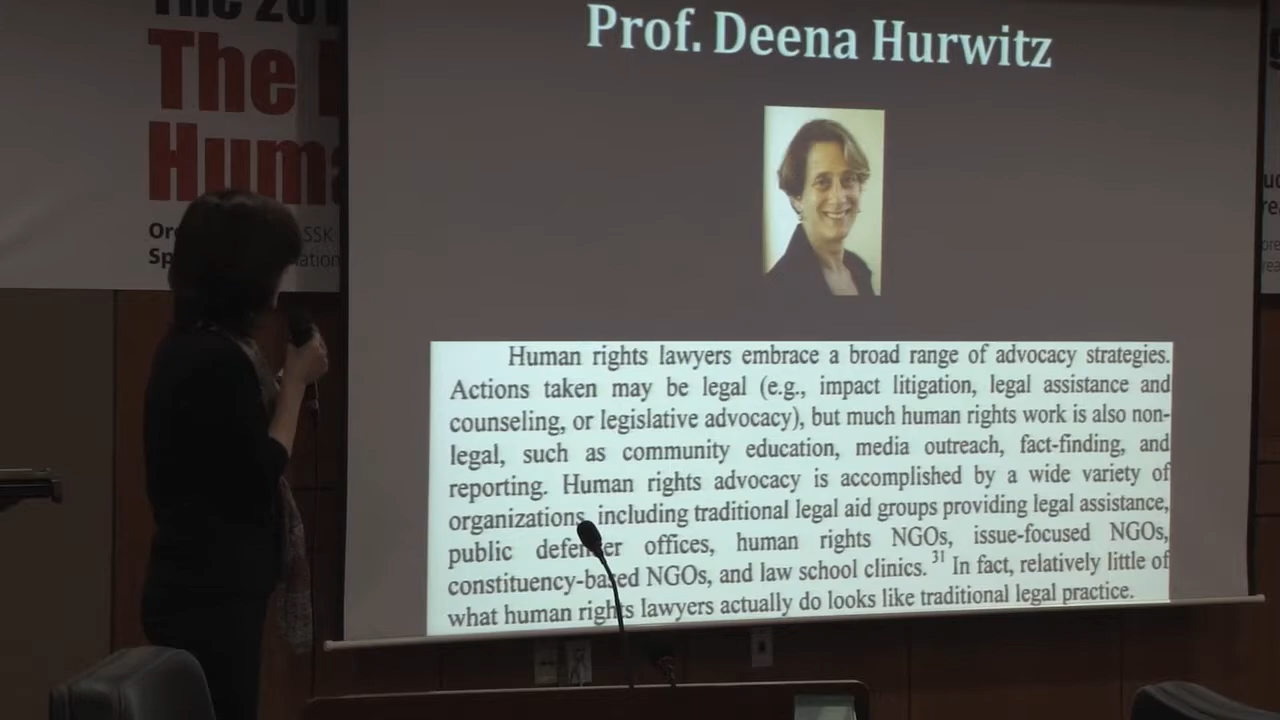 The 201
The
Huma
Prof. Deena Hurwitz
SSK
Sp
Human rights lawyers embrace a broad range of advocacy strategies.
Actions taken may be legal (e.g., impact litigation, legal assistance and
counseling, or legislative advocacy), but much human rights work is also non-
legal, such as community education, media outreach, fact-finding, and
reporting. Human rights advocacy is accomplished by a wide variety of
organizations, including traditional legal aid groups providing legal assistance,
public defender offices, human rights NGOs, issue-focused NGOs,
constituency-based NGOs, and law school clinics. 31 In fact, relatively little of
what human rights lawyers actually do looks like traditional legal practice.